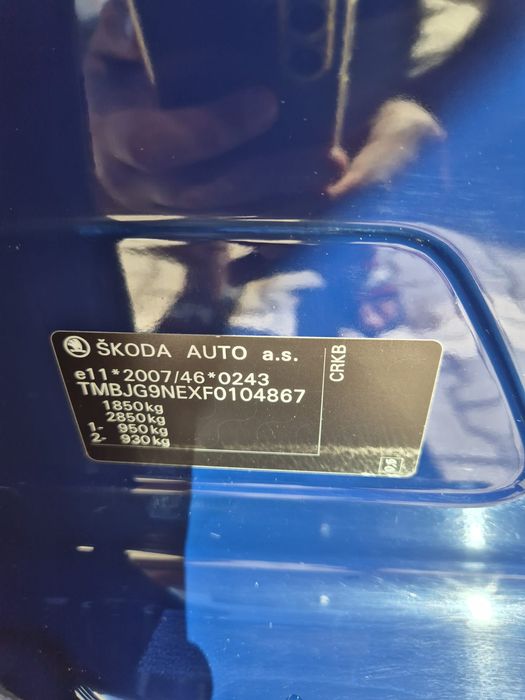 ŠKODA AUTO a.s.
e11*2007/46*0243
TMBJG9NEXF0104867
1850kg
2850kg
1- 950kg
2- 930kg
CRKB